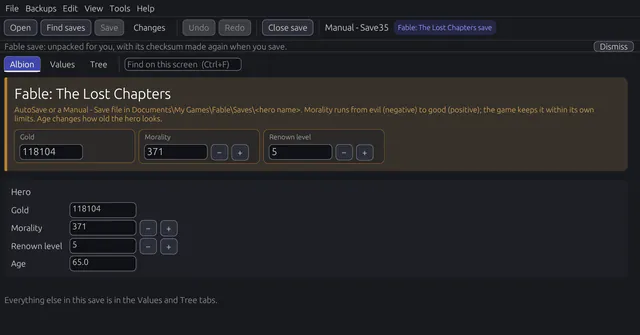 File Backups Edit View Tools Help
Open Find saves Save Changes Undo Redo Close save Manual - Save35 Fable: The Lost Chapters save
Fable save: unpacked for you, with its checksum made again when you save. Dismiss
Albion Values Tree Find on this screen (Ctrl+F)
Fable: The Lost Chapters
AutoSave or a Manual - Save file in Documents\My Games\Fable\Saves\<hero name>. Morality runs from evil (negative) to good (positive); the game keeps it within its own
limits. Age changes how old the hero looks.
Gold Morality Renown level
118104 371 − + 5 − +
Hero
Gold 118104
Morality 371 − +
Renown level 5 − +
Age 65.0
Everything else in this save is in the Values and Tree tabs.